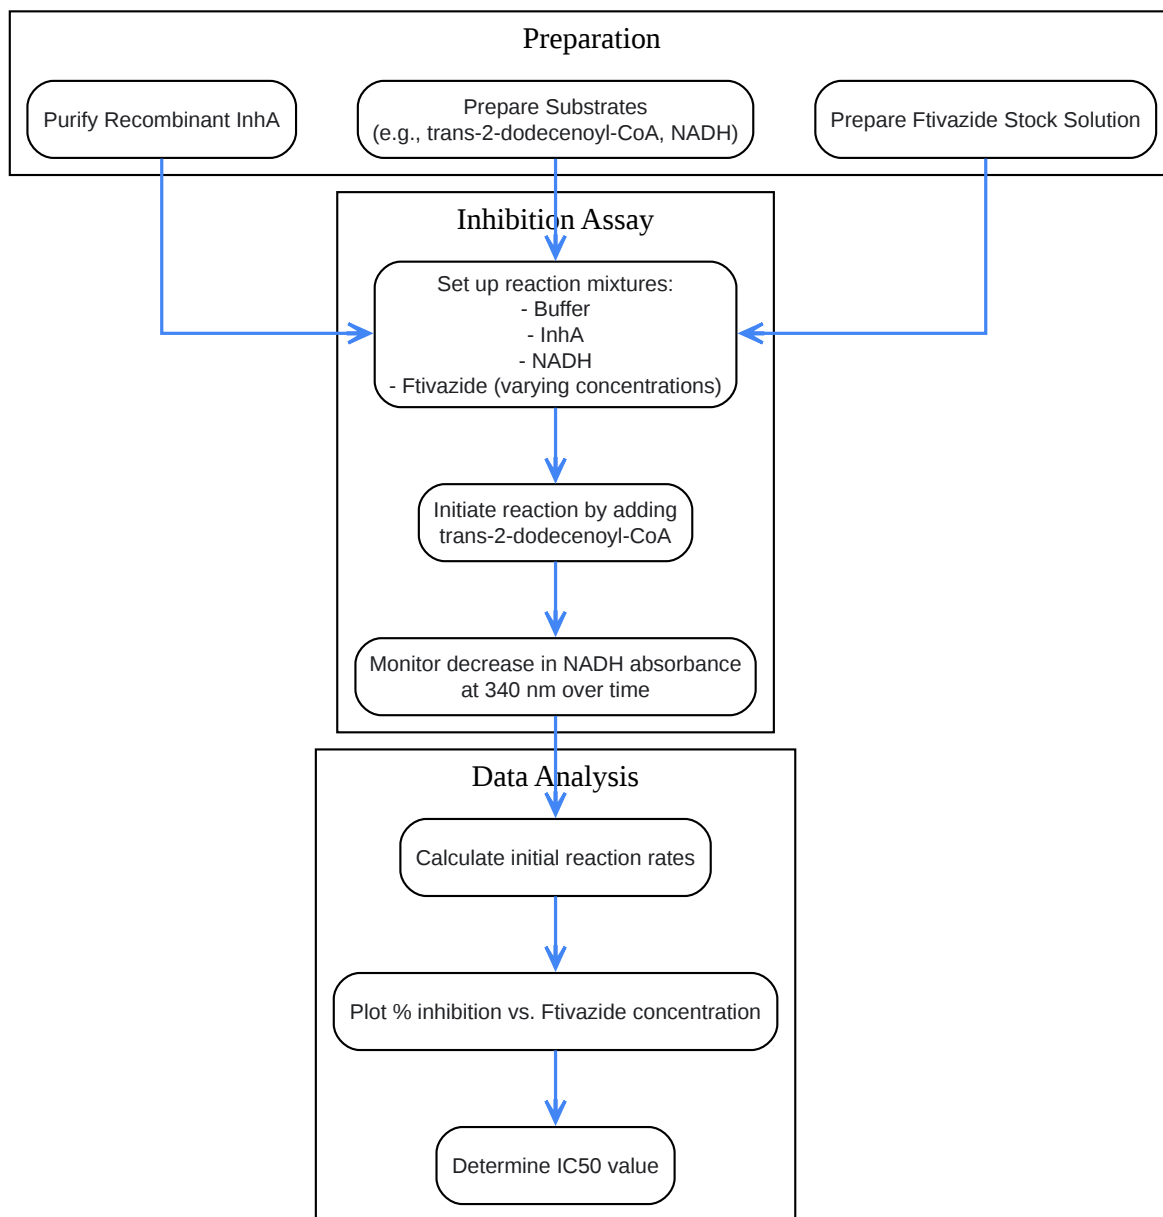 Preparation
Purify Recombinant InhA
Prepare Substrates
(e.g., trans-2-dodecenoyl-CoA, NADH)
Prepare Ftivazide Stock Solution
Inhibition Assay
Set up reaction mixtures:
- Buffer
- InhA
- NADH
- Ftivazide (varying concentrations)
Initiate reaction by adding
trans-2-dodecenoyl-CoA
Monitor decrease in NADH absorbance
at 340 nm over time
Data Analysis
Calculate initial reaction rates
Plot % inhibition vs. Ftivazide concentration
Determine IC50 value